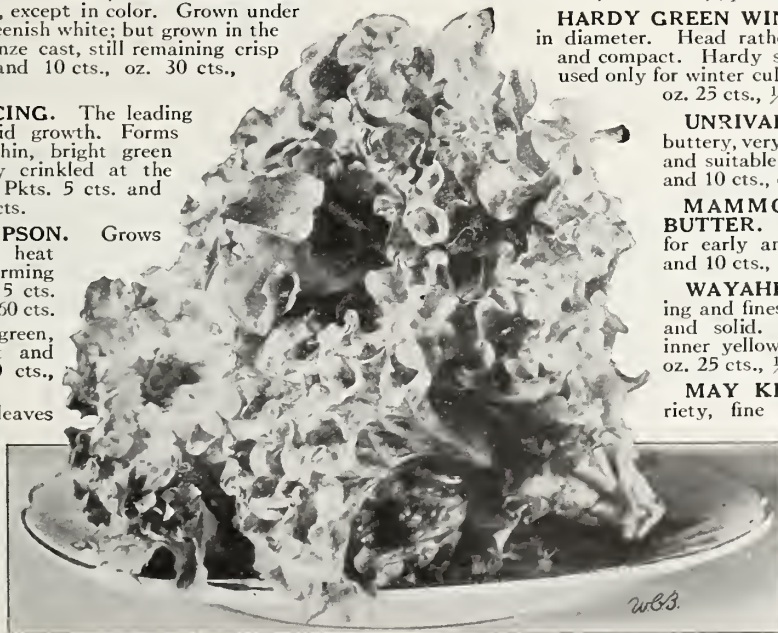 , except in color. Grown under
eenish white; but grown in the
nze cast, still remaining crisp
and 10 cts., oz. 30 cts.,
CING. The leading
id growth. Forms
hin, bright green
y crinkled at the
Pkts. 5 cts. and
cts.
PSON. Grows
heat
rming
5 cts.
60 cts.
green,
and
cts.,
leaves
HARDY GREEN WIN
in diameter. Head rathe
and compact. Hardy s
used only for winter cul
oz. 25 cts.,
UNRIVAL
buttery, very
and suitable
and 10 cts.,
MAMMO
BUTTER.
for early an
and 10 cts.,
WAYAHE
ing and fines
and solid.
inner yellow
oz. 25 cts.,
MAY KI
riety, fine
W.C.B.